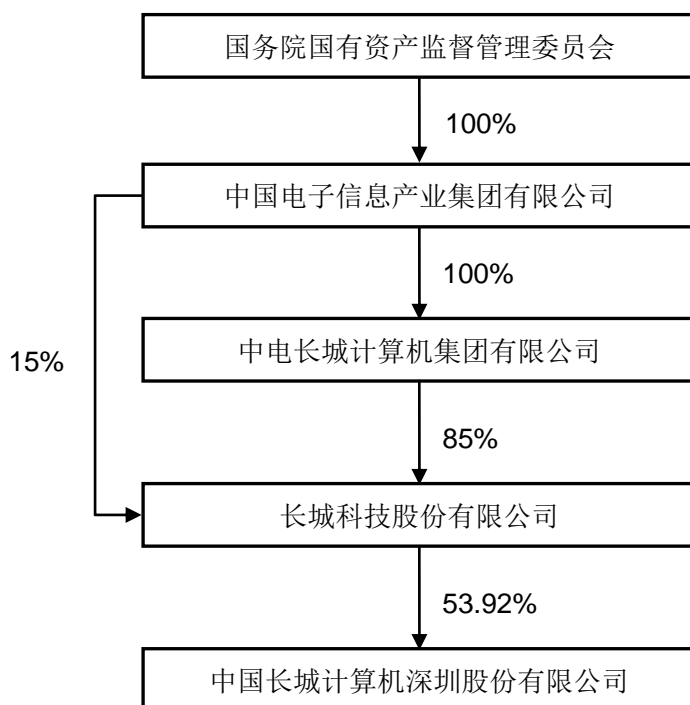 国务院国有资产监督管理委员会
100%
中国电子信息产业集团有限公司
100%
中电长城计算机集团有限公司
15%
85%
长城科技股份有限公司
53.92%
中国长城计算机深圳股份有限公司